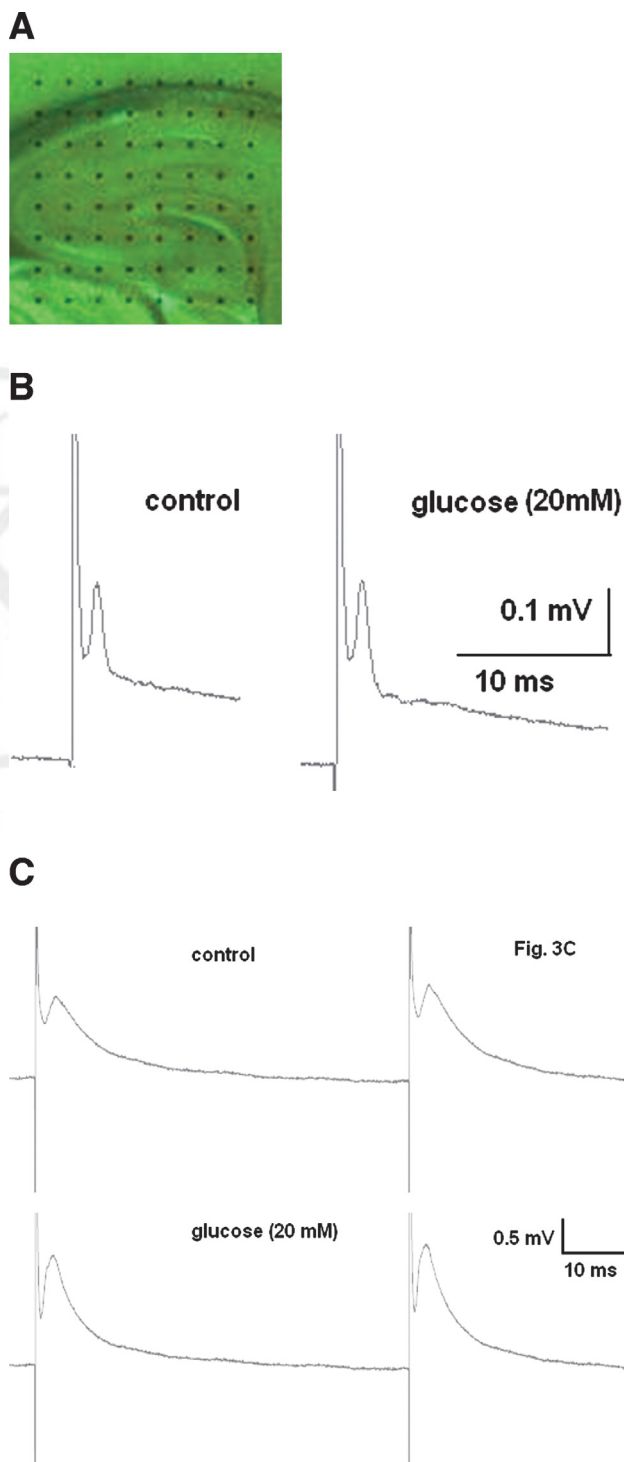 A
B
control
glucose (20mM)
0.1 mV
10 ms
C
control
Fig. 3C
glucose (20 mM)
0.5 mV
10 ms